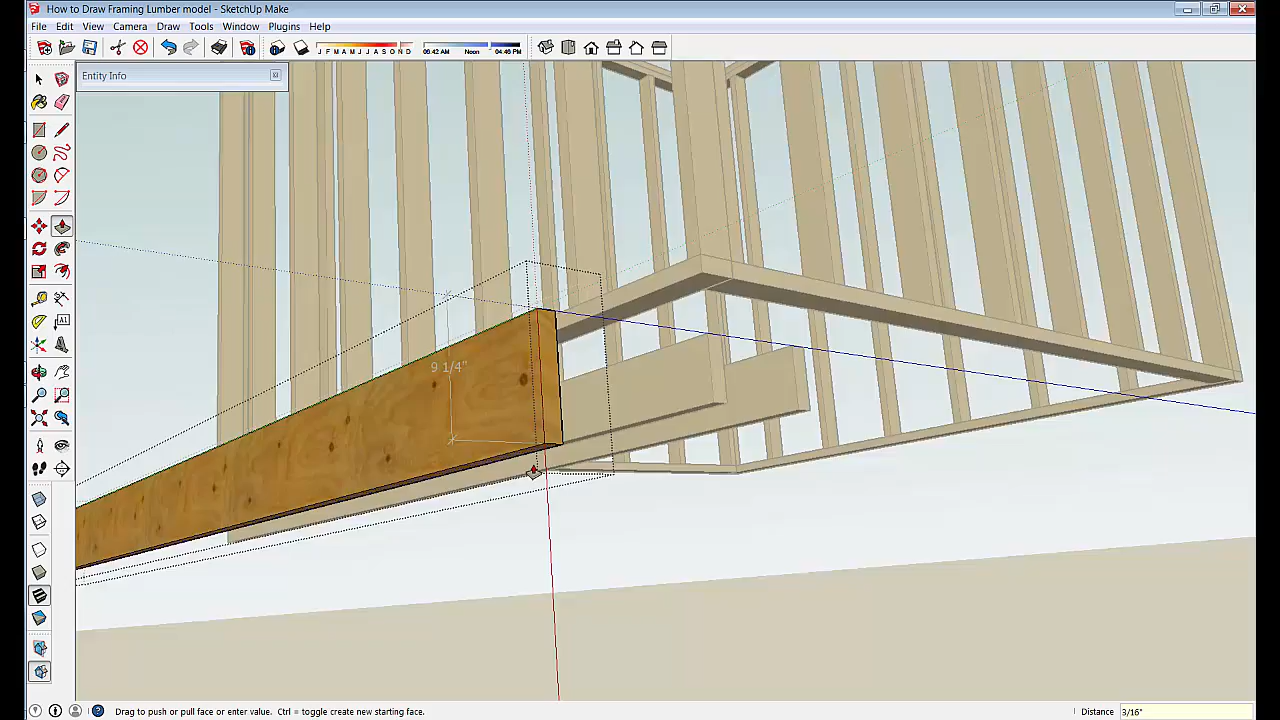 How to Draw Framing Lumber model - SketchUp Make
File Edit View Camera Draw Tools Window Plugins Help
J F M A M J J A S O N D
06:42 AM Noon 04:46 PM
Entity Info
A1
9 1/4"
Drag to push or pull face or enter value. Ctrl = toggle create new starting face.
Distance 3/16"